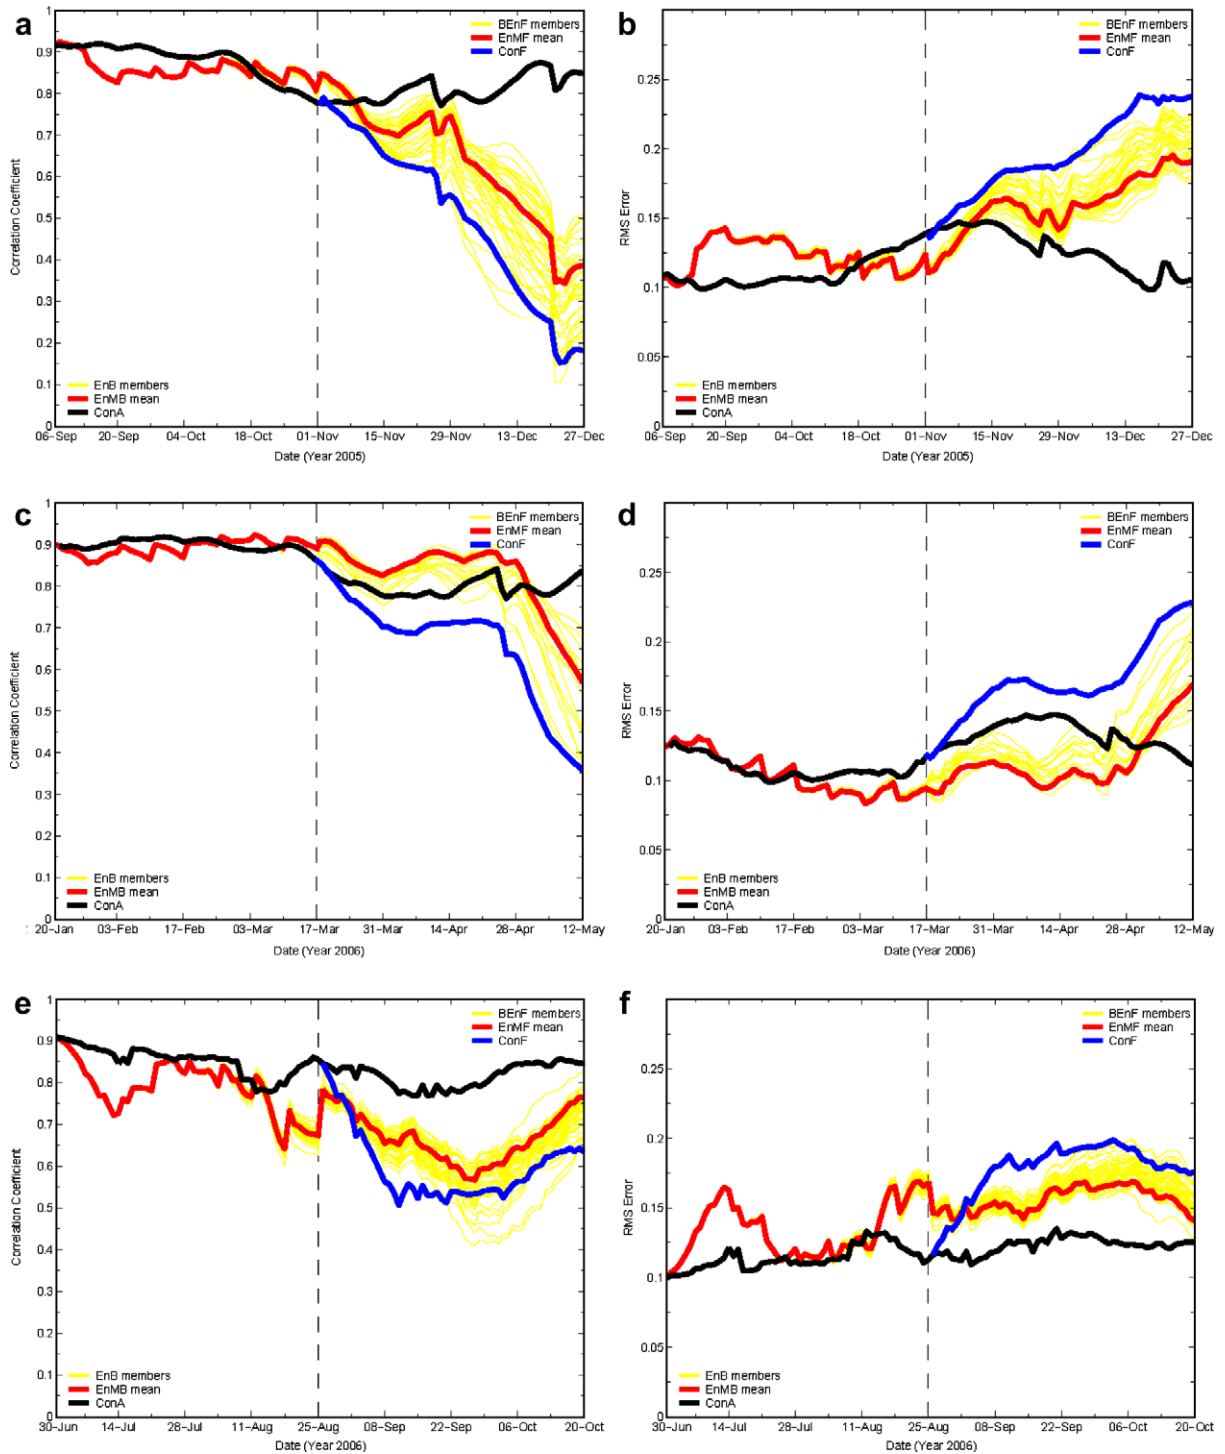 a
1
0.9
0.8
0.7
0.6
0.5
0.4
0.3
0.2
0.1
0
Correlation Coefficient
BEnF members
EnMF mean
ConF
EnB members
EnMB mean
ConA
06-Sep 20-Sep 04-Oct 18-Oct 01-Nov 15-Nov 29-Nov 13-Dec 27-Dec
Date (Year 2005)
b
0.3
0.25
0.2
0.15
0.1
0.05
0
RMS Error
BEnF members
EnMF mean
ConF
EnB members
EnMB mean
ConA
06-Sep 20-Sep 04-Oct 18-Oct 01-Nov 15-Nov 29-Nov 13-Dec 27-Dec
Date (Year 2005)
c
1
0.9
0.8
0.7
0.6
0.5
0.4
0.3
0.2
0.1
0
Correlation Coefficient
BEnF members
EnMF mean
ConF
EnB members
EnMB mean
ConA
20-Jan 03-Feb 17-Feb 03-Mar 17-Mar 31-Mar 14-Apr 28-Apr 12-May
Date (Year 2006)
d
0.25
0.2
0.15
0.1
0.05
0
RMS Error
BEnF members
EnMF mean
ConF
EnB members
EnMB mean
ConA
20-Jan 03-Feb 17-Feb 03-Mar 17-Mar 31-Mar 14-Apr 28-Apr 12-May
Date (Year 2006)
e
1
0.9
0.8
0.7
0.6
0.5
0.4
0.3
0.2
0.1
0
Correlation Coefficient
BEnF members
EnMF mean
ConF
EnB members
EnMB mean
ConA
30-Jun 14-Jul 28-Jul 11-Aug 25-Aug 08-Sep 22-Sep 06-Oct 20-Oct
Date (Year 2006)
f
0.25
0.2
0.15
0.1
0.05
0
RMS Error
BEnF members
EnMF mean
ConF
EnB members
EnMB mean
ConA
30-Jun 14-Jul 28-Jul 11-Aug 25-Aug 08-Sep 22-Sep 06-Oct 20-Oct
Date (Year 2006)